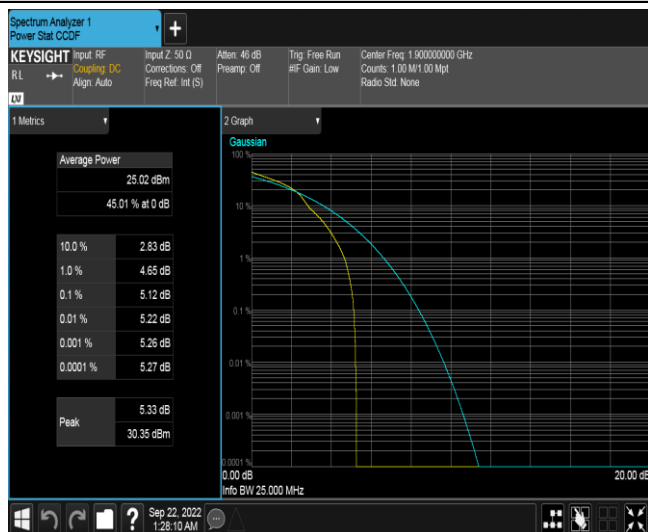 Spectrum Analyzer 1
Power Stat CCDF
+
KEYSIGHT
RL
LXI
Input: RF
Coupling: DC
Align: Auto
Input Z: 50 Ω
Corrections: Off
Freq Ref: Int (S)
Atten: 46 dB
Preamp: Off
Trig: Free Run
#IF Gain: Low
Center Freq: 1.900000000 GHz
Counts: 1.00 M/1.00 Mpt
Radio Std: None
1 Metrics
Average Power
25.02 dBm
45.01 % at 0 dB
10.0 % 2.83 dB
1.0 % 4.65 dB
0.1 % 5.12 dB
0.01 % 5.22 dB
0.001 % 5.26 dB
0.0001 % 5.27 dB
Peak
5.33 dB
30.35 dBm
2 Graph
Gaussian
100 %
10 %
1 %
0.1 %
0.01 %
0.001 %
0.0001 %
0.00 dB
20.00 dB
Info BW 25.000 MHz
?
Sep 22, 2022
1:28:10 AM